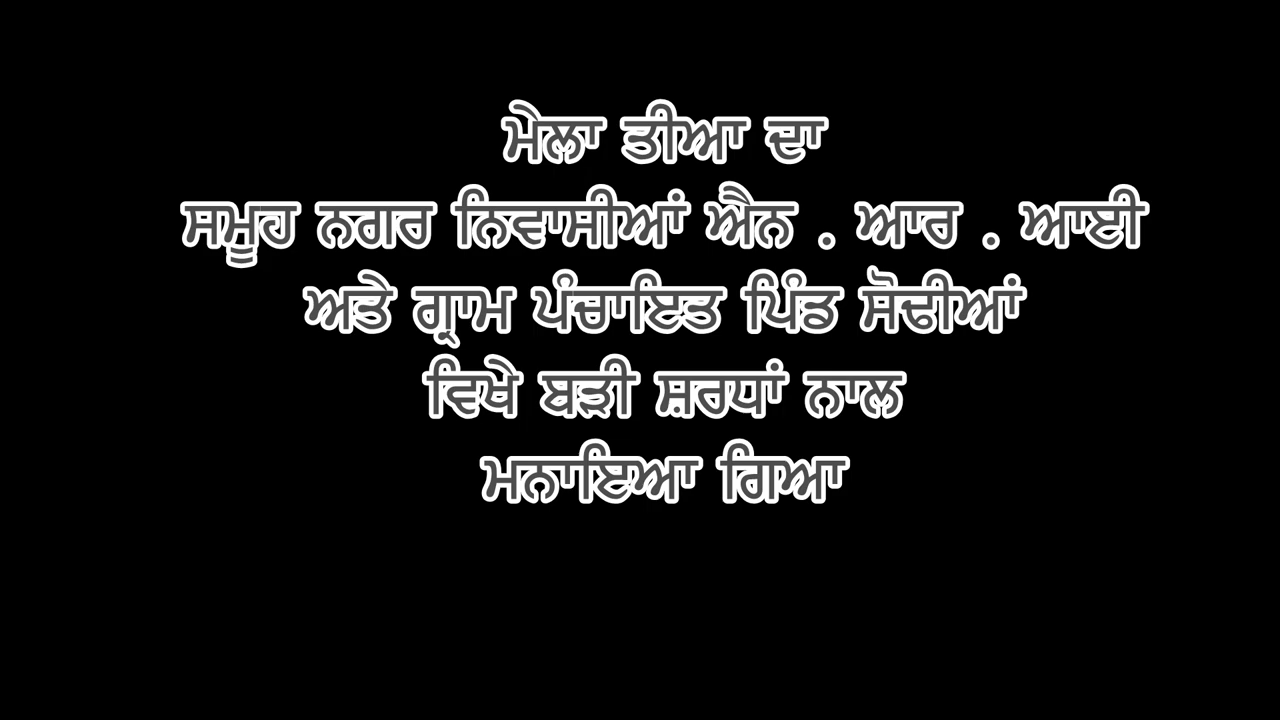 ਮੇਲਾ ਤੀਆ ਦਾ
ਸਮੂਹ ਨਗਰ ਨਿਵਾਸੀਆਂ ਐਨ . ਆਰ . ਆਈ
ਅਤੇ ਗ੍ਰਾਮ ਪੰਚਾਇਤ ਪਿੰਡ ਸੋਢੀਆਂ
ਵਿਖੇ ਬੜੀ ਸ਼ਰਧਾਂ ਨਾਲ
ਮਨਾਇਆ ਗਿਆ